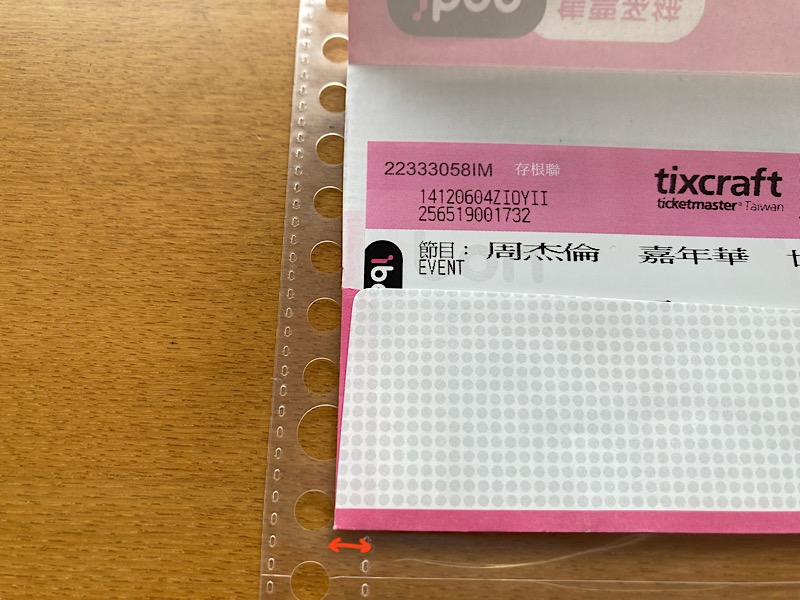 22333058IM 存根聯
tixcraft
ticketmaster® Taiwan
14120604ZIOYII
256519001732
節目：周杰倫 嘉年華
EVENT